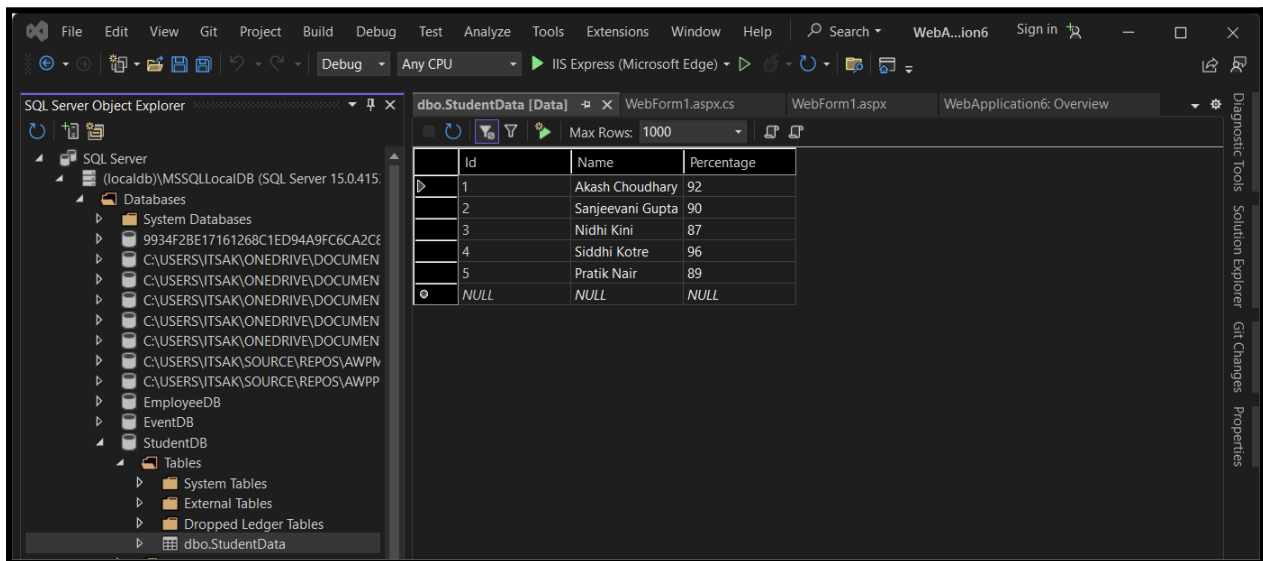 File Edit View Git Project Build Debug Test Analyze Tools Extensions Window Help Search WebA...ion6 Sign in
Debug Any CPU IIS Express (Microsoft Edge)
SQL Server Object Explorer
SQL Server
(localdb)\MSSQLLocalDB (SQL Server 15.0.415
Databases
System Databases
9934F2BE17161268C1ED94A9FC6CA2C8
C:\USERS\ITSAK\ONEDRIVE\DOCUMEN
C:\USERS\ITSAK\ONEDRIVE\DOCUMEN
C:\USERS\ITSAK\ONEDRIVE\DOCUMEN
C:\USERS\ITSAK\ONEDRIVE\DOCUMEN
C:\USERS\ITSAK\ONEDRIVE\DOCUMEN
C:\USERS\ITSAK\SOURCE\REPOS\AWPM
C:\USERS\ITSAK\SOURCE\REPOS\AWPP
EmployeeDB
EventDB
StudentDB
Tables
System Tables
External Tables
Dropped Ledger Tables
dbo.StudentData
dbo.StudentData [Data] WebForm1.aspx.cs WebForm1.aspx WebApplication6: Overview
Max Rows: 1000
Id Name Percentage
1 Akash Choudhary 92
2 Sanjeevani Gupta 90
3 Nidhi Kini 87
4 Siddhi Kotre 96
5 Pratik Nair 89
NULL NULL NULL
Diagnostic Tools
Solution Explorer
Git Changes
Properties